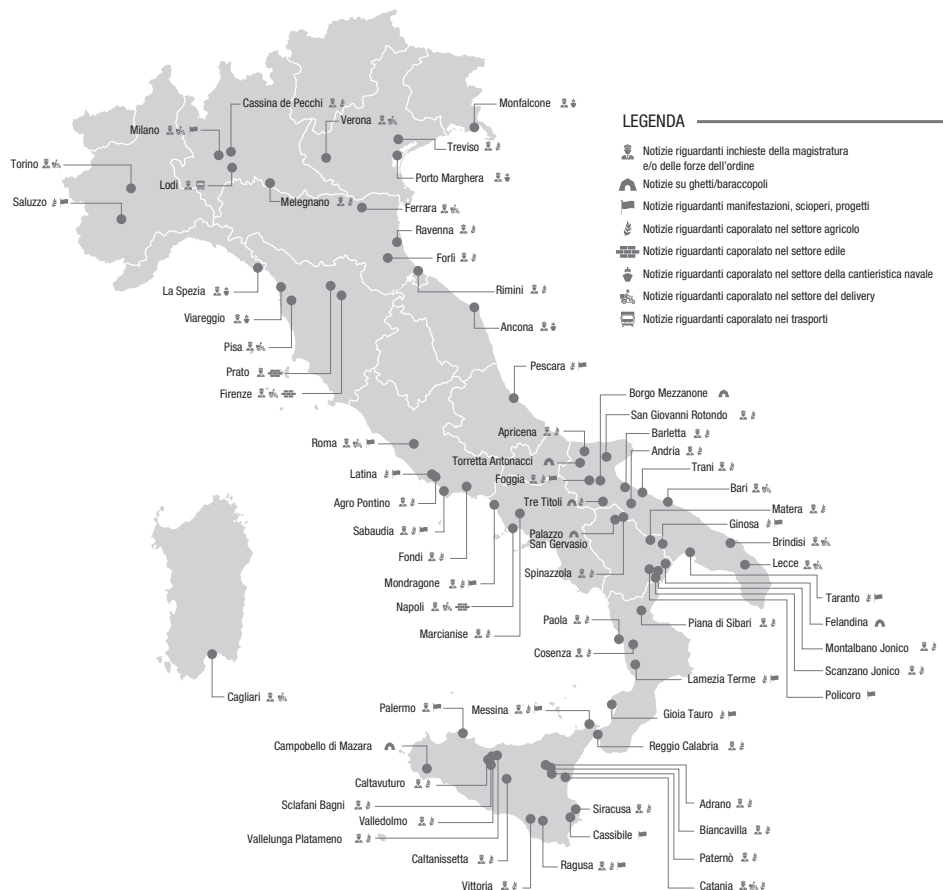 Cassina de Pecchi
Monfalcone
Verona
Milano
Treviso
Torino
Porto Marghera
Lodi
Saluzzo
Melegnano
Ferrara
Ravenna
Forlì
La Spezia
Rimini
Viareggio
Ancona
Pisa
Prato
Pescara
Firenze
Borgo Mezzanone
San Giovanni Rotondo
Apricena
Barletta
Roma
Andria
Torretta Antonacci
Trani
Latina
Foggia
Bari
Agro Pontino
Tre Titoli
Matera
Sabaudia
Ginosa
Palazzo
San Gervasio
Brindisi
Fondi
Spinazzola
Lecce
Mondragone
Taranto
Napoli
Paola
Piana di Sibari
Felandina
Marcianise
Montalbano Jonico
Cosenza
Scanzano Jonico
Lamezia Terme
Policoro
Cagliari
Palermo
Messina
Gioia Tauro
Campobello di Mazara
Reggio Calabria
Caltavuturo
Adrano
Sclafani Bagni
Siracusa
Valledolmo
Biancavilla
Vallelunga Platameno
Cassibile
Caltanissetta
Paternò
Ragusa
Vittoria
Catania
LEGENDA
Notizie riguardanti inchieste della magistratura
e/o delle forze dell'ordine
Notizie su ghetti/baraccopoli
Notizie riguardanti manifestazioni, scioperi, progetti
Notizie riguardanti caporalato nel settore agricolo
Notizie riguardanti caporalato nel settore edile
Notizie riguardanti caporalato nel settore della cantieristica navale
Notizie riguardanti caporalato nel settore del delivery
Notizie riguardanti caporalato nei trasporti